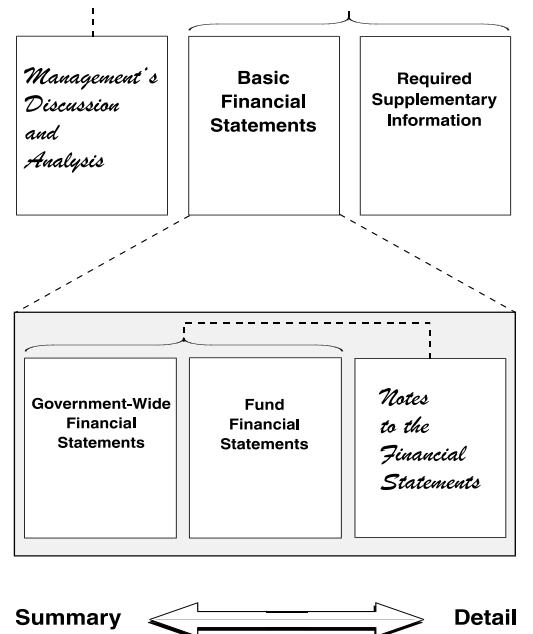 Management's
Discussion
and
Analysis
Basic
Financial
Statements
Required
Supplementary
Information
Government-Wide
Financial
Statements
Fund
Financial
Statements
Notes
to the
Financial
Statements
Summary
Detail